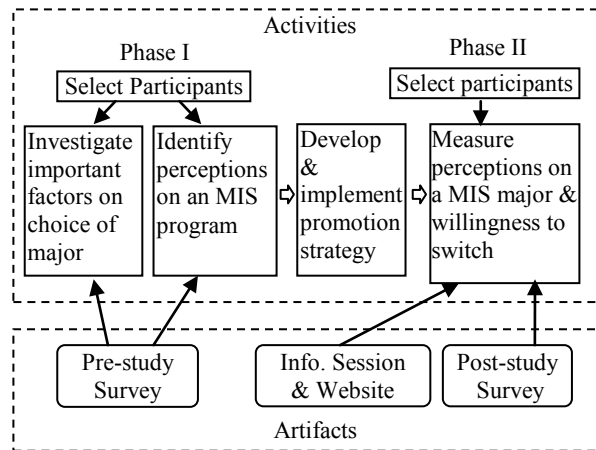 Activities
Phase I
Phase II
Select Participants
Select participants
Investigate
important
factors on
choice of
major
Identify
perceptions
on an MIS
program
Develop
&
implement
promotion
strategy
Measure
perceptions on
a MIS major &
willingness to
switch
Pre-study
Survey
Info. Session
& Website
Post-study
Survey
Artifacts